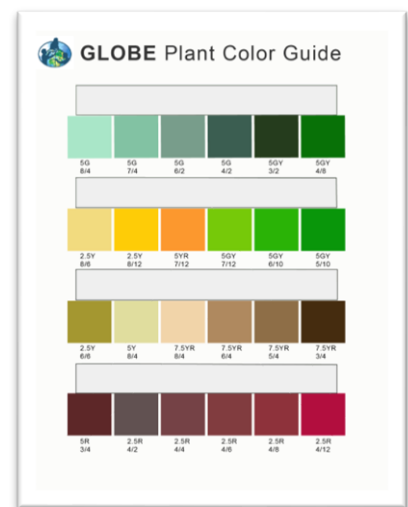 GLOBE Plant Color Guide
5G 5G 5G 5G 5GY 5GY
8/4 7/4 6/2 4/2 3/2 4/8
2.5Y 2.5Y 5YR 5GY 5GY 5GY
8/6 8/12 7/12 7/12 6/10 5/10
2.5Y 5Y 7.5YR 7.5YR 7.5YR 7.5YR
6/6 8/4 8/4 6/4 5/4 3/4
5R 2.5R 2.5R 2.5R 2.5R 2.5R
3/4 4/2 4/4 4/6 4/8 4/12